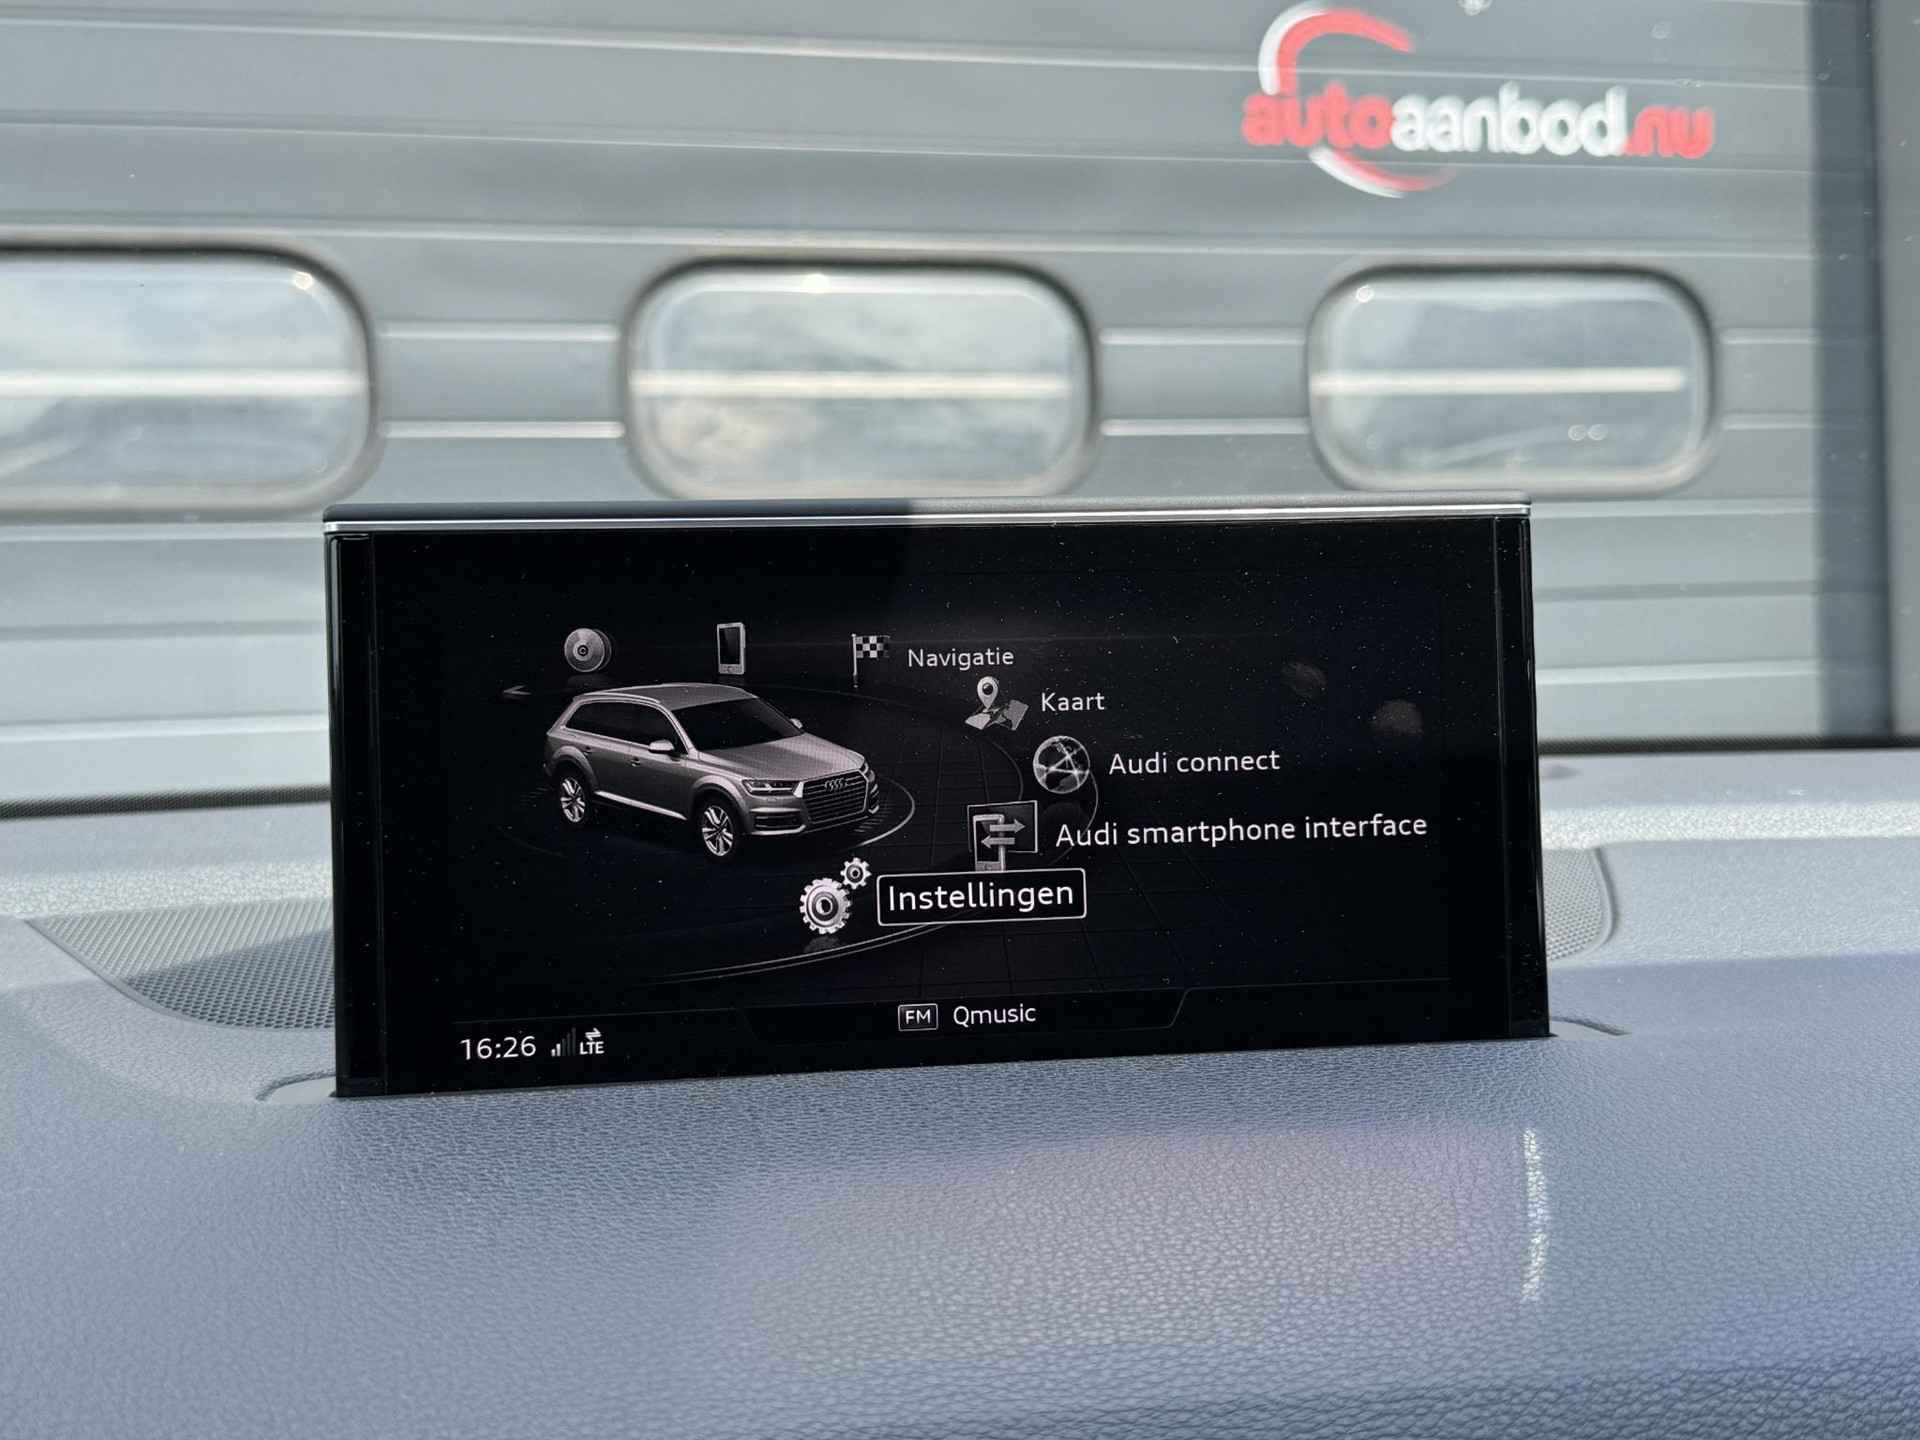 autoaanbod.nu
Navigatie
Kaart
Audi connect
Audi smartphone interface
Instellingen
FM Qmusic
16:26 LTE